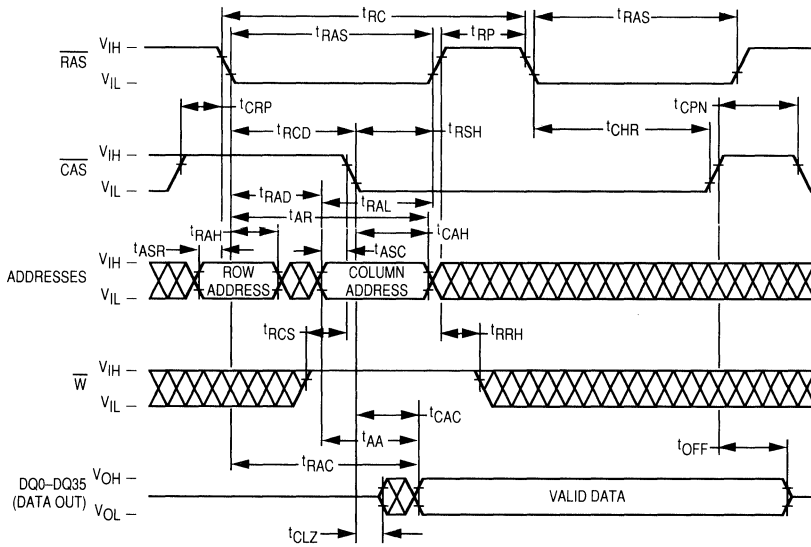 tRC
tRAS
tRP
tRAS
RAS
VIH
VIL
tCRP
tRCD
tRSH
tCHR
tCPN
CAS
VIH
VIL
tRAD
tRAL
tAR
tRAH
tCAH
tASR
tASC
ADDRESSES
VIH
VIL
ROW ADDRESS
COLUMN ADDRESS
tRCS
tRRH
W
VIH
VIL
tCAC
tAA
tOFF
tRAC
DQ0–DQ35
(DATA OUT)
VOH
VOL
VALID DATA
tCLZ